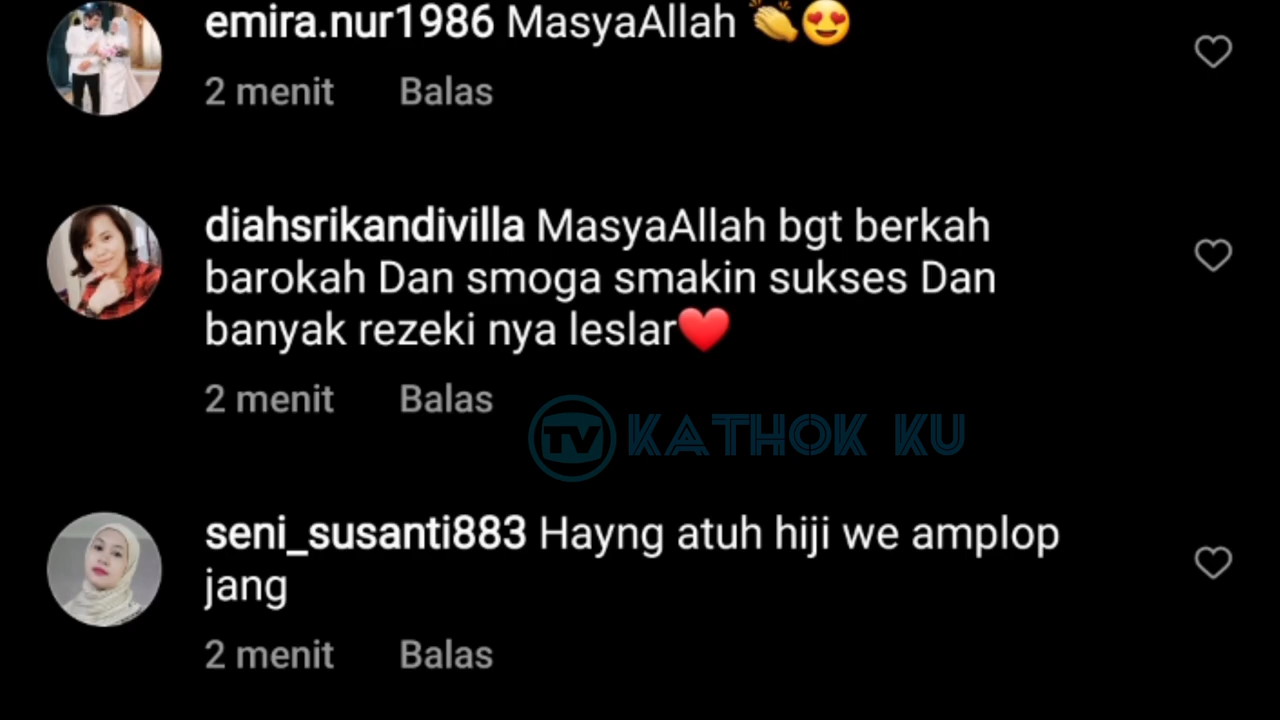 emira.nur1986 MasyaAllah 👏😍
2 menit Balas
diahsrikandivilla MasyaAllah bgt berkah
barokah Dan smoga smakin sukses Dan
banyak rezeki nya leslar❤️
2 menit Balas
TV KATHOK KU
seni_susanti883 Hayng atuh hiji we amplop
jang
2 menit Balas